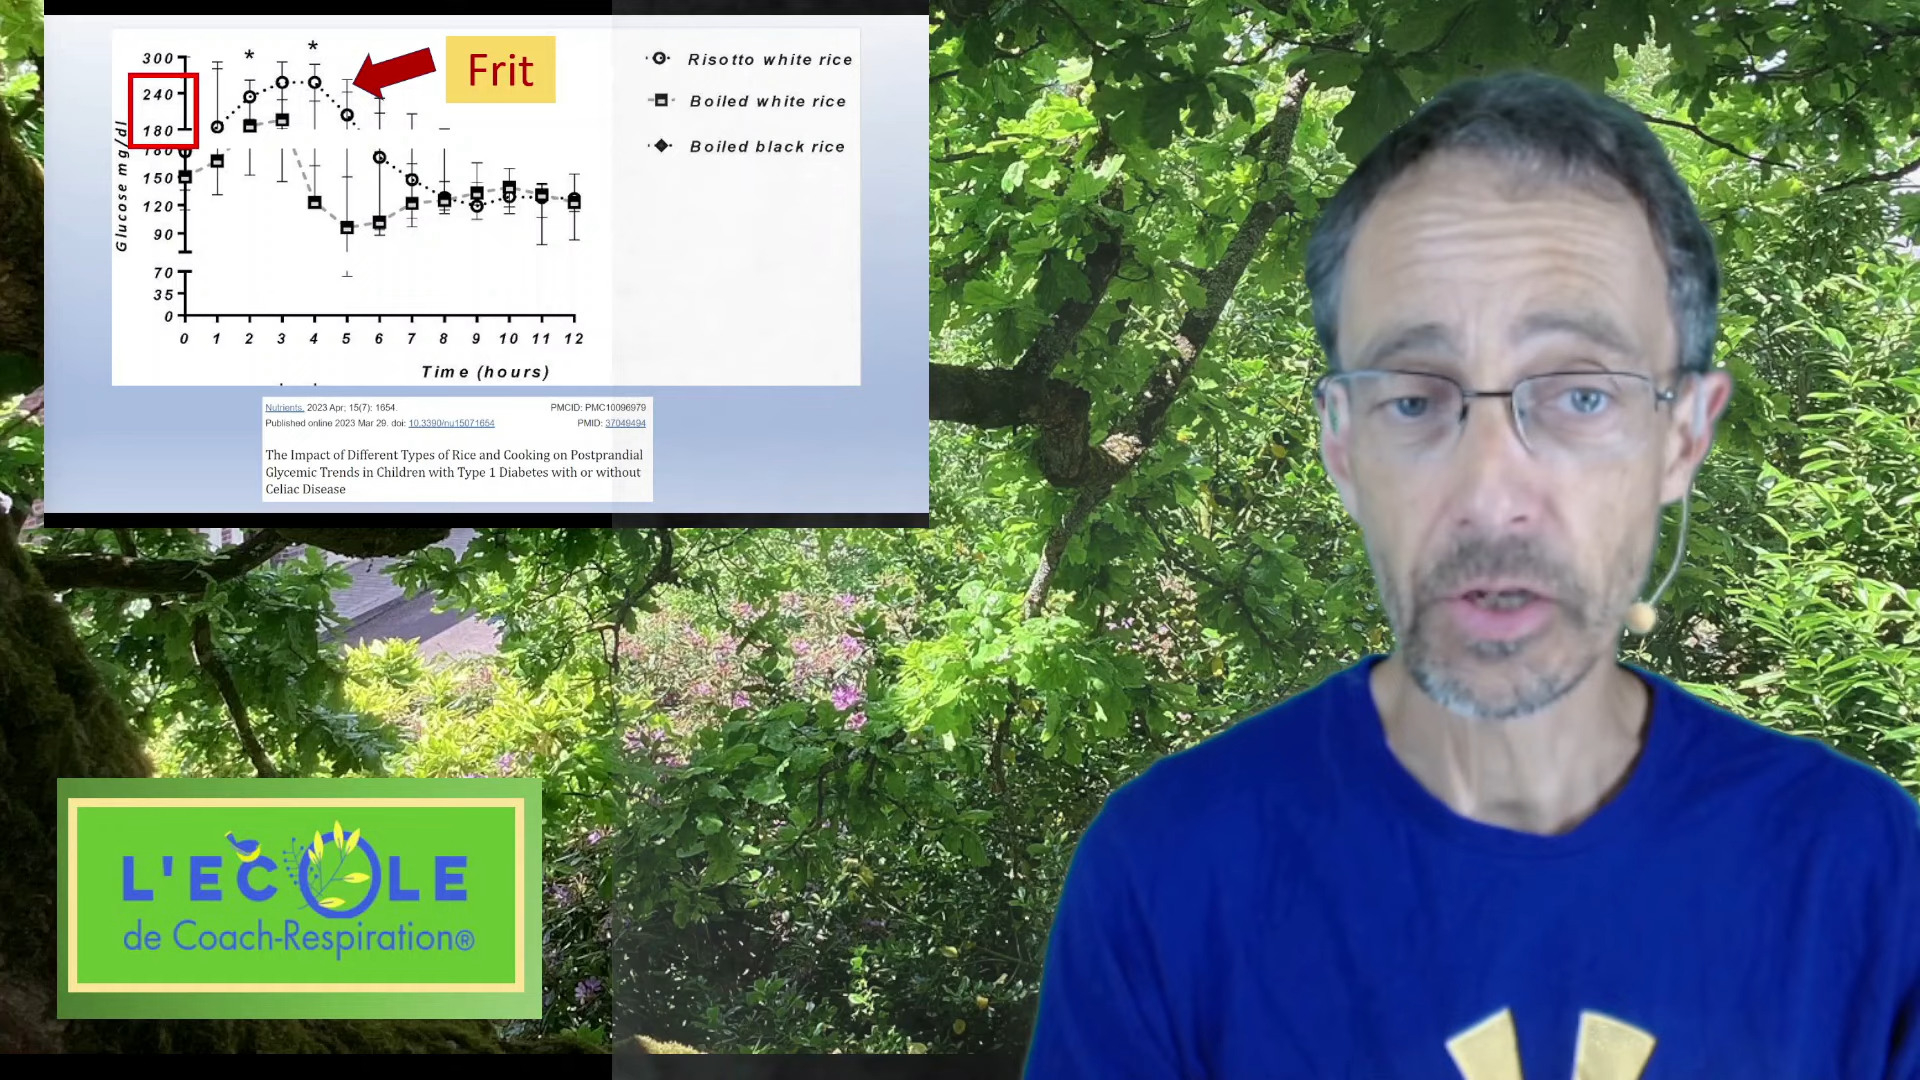 300
240
180
180
150
120
90
70
35
0
Glucose mg/dl
* *
Frit
Risotto white rice
Boiled white rice
Boiled black rice
0 1 2 3 4 5 6 7 8 9 10 11 12
Time (hours)
Nutrients. 2023 Apr; 15(7): 1654. PMCID: PMC10096979
Published online 2023 Mar 29. doi: 10.3390/nu15071654 PMID: 37049494
The Impact of Different Types of Rice and Cooking on Postprandial
Glycemic Trends in Children with Type 1 Diabetes with or without
Celiac Disease
L'ECOLE
de Coach-Respiration®